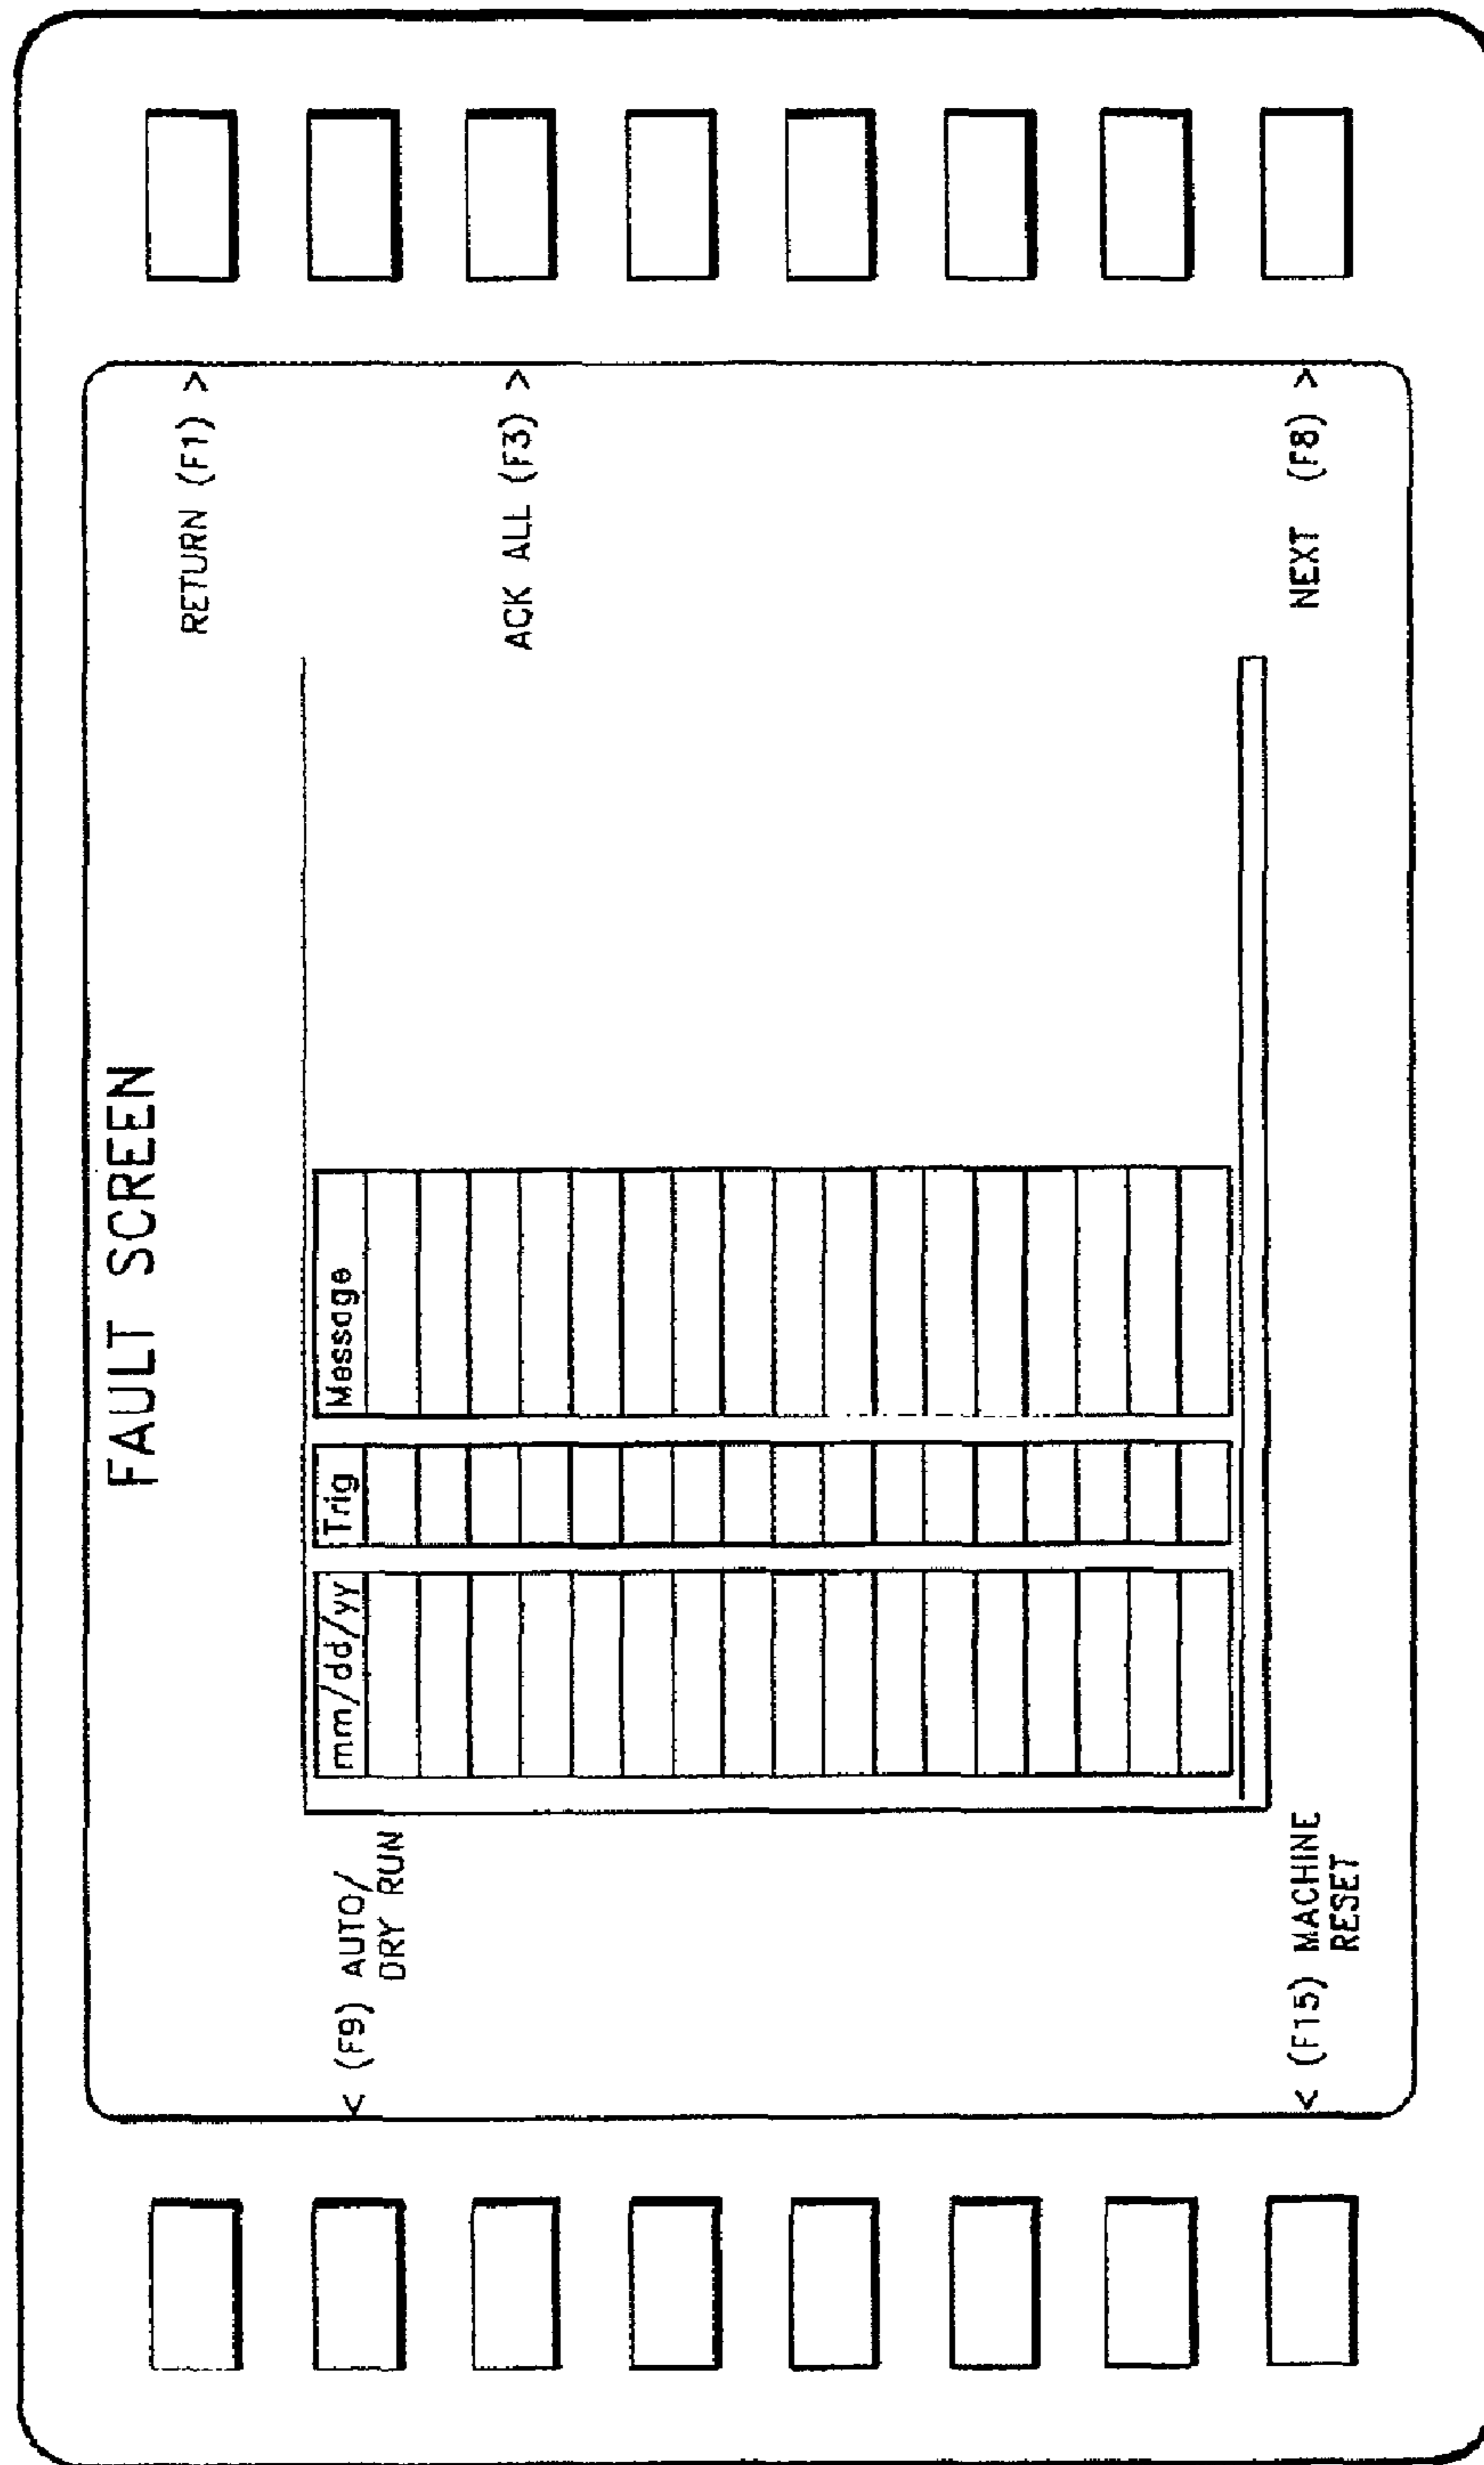 FAULT SCREEN
RETURN (F1) >
< (F9) AUTO/
DRY RUN
mm/dd/yy Trig Message
ACK ALL (F3) >
< (F15) MACHINE
RESET
NEXT (F8) >